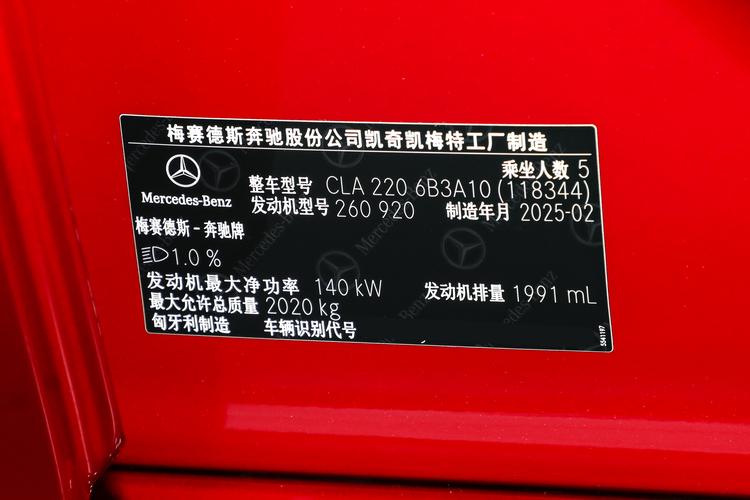 梅赛德斯奔驰股份公司凯奇凯梅特工厂制造
乘坐人数 5
Mercedes-Benz
整车型号 CLA 220 6B3A10 (118344)
发动机型号 260 920 制造年月 2025-02
梅赛德斯-奔驰牌
1.0 %
发动机最大净功率 140 kW 发动机排量 1991 mL
最大允许总质量 2020 kg
匈牙利制造 车辆识别代号
5541197